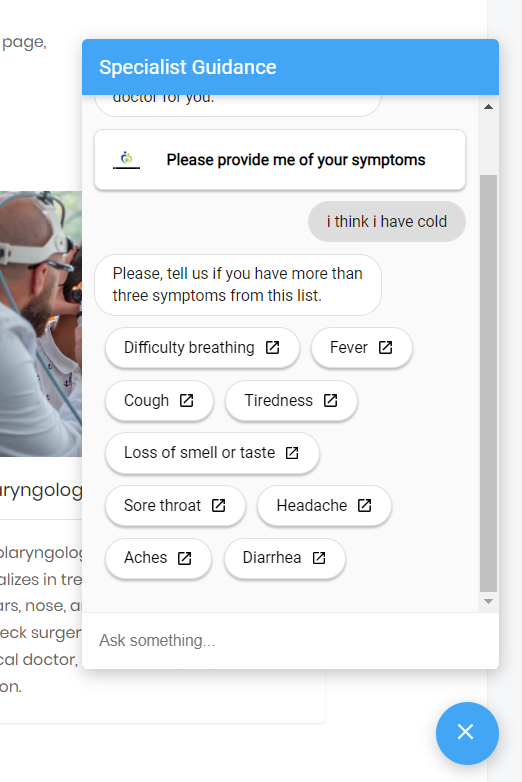 page,
Specialist Guidance
doctor for you.
Please provide me of your symptoms
i think i have cold
Please, tell us if you have more than
three symptoms from this list.
Difficulty breathing
Fever
Cough
Tiredness
Loss of smell or taste
Sore throat
Headache
Aches
Diarrhea
Ask something...
aryngolog
olaryngolog
alizes in tre
ars, nose, a
eck surger
cal doctor,
on.